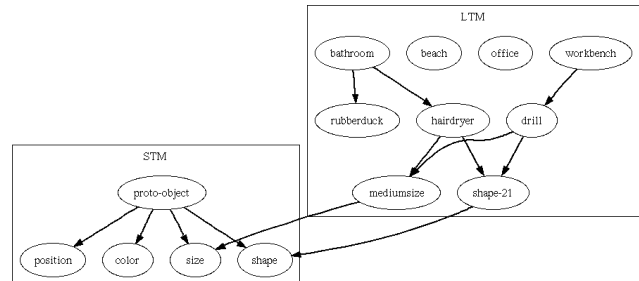 LTM
bathroom beach office workbench
rubberduck hairdryer drill
STM
proto-object mediumsize shape-21
position color size shape